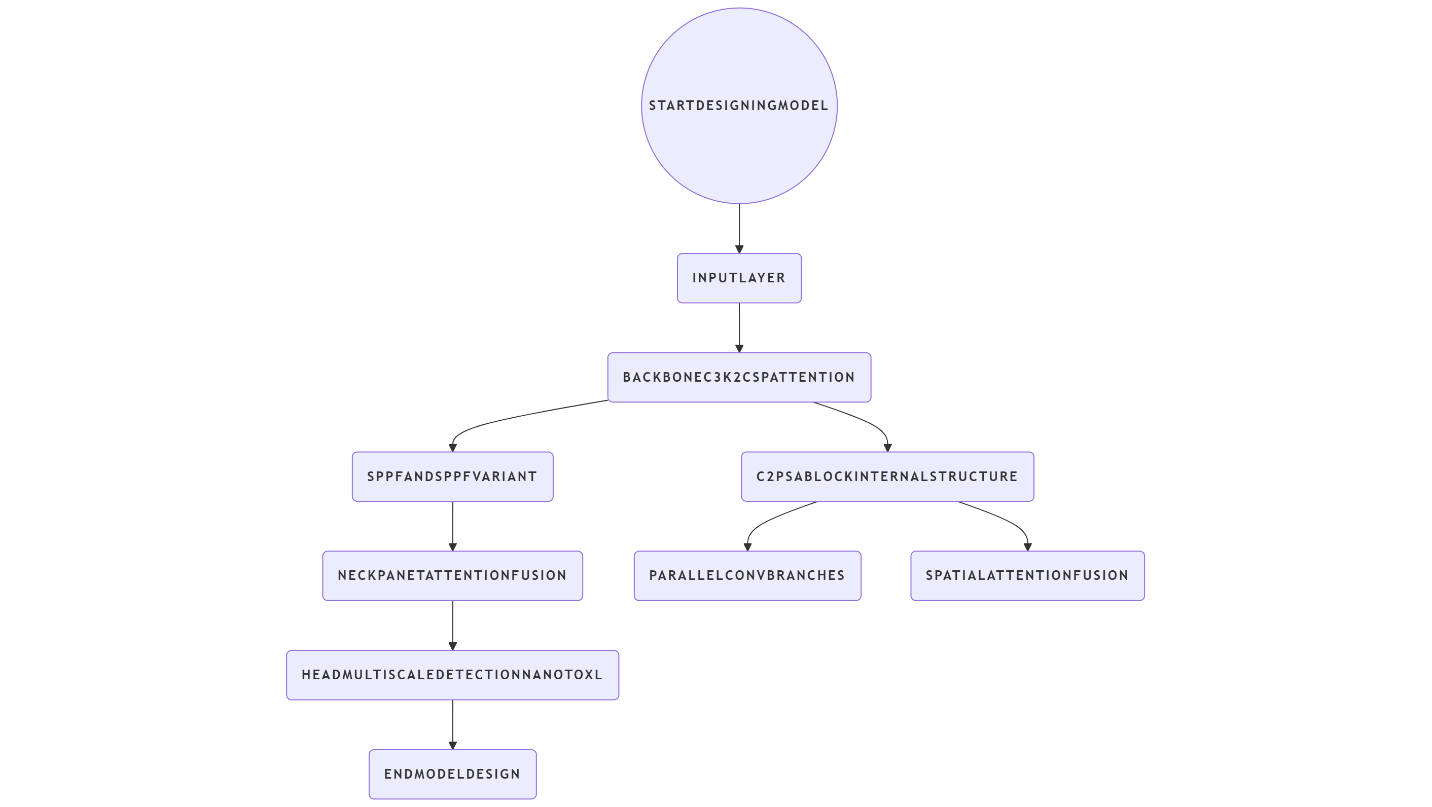 STARTDESIGNINGMODEL
INPUTLAYER
BACKBONEC3K2CSPATTENTION
SPPFANDSPPFVARIANT
C2PSABLOCKINTERNALSTRUCTURE
NECKPANETATTENTIONFUSION
PARALLELCONVBRANCHES
SPATIALATTENTIONFUSION
HEADMULTISCALEDETECTIONNANOTOXL
ENDMODELDESIGN